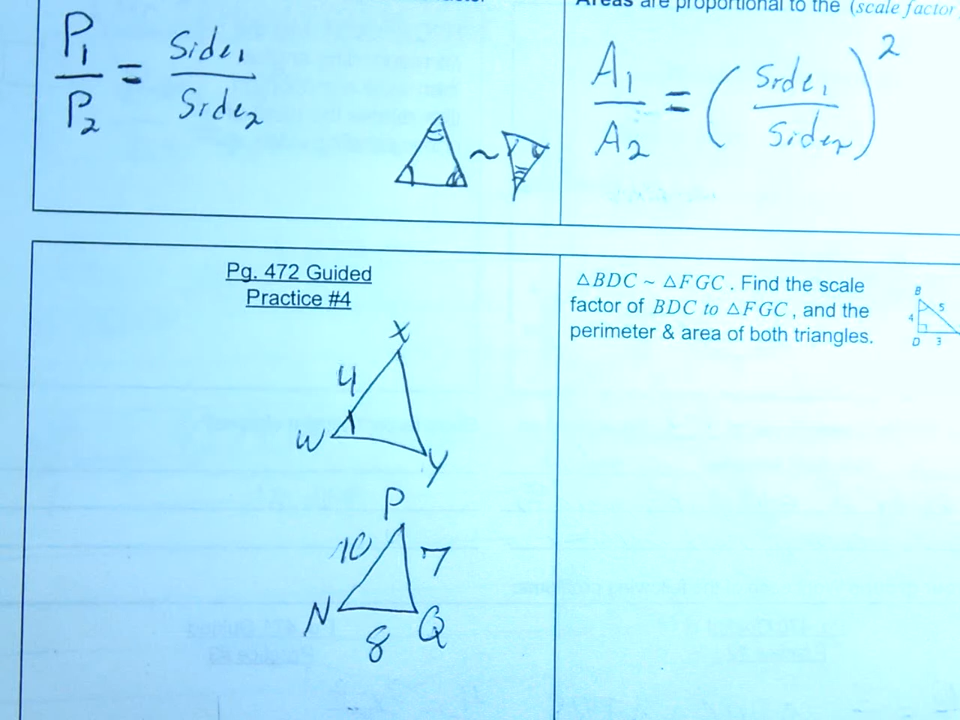 Areas are proportional to the (scale factor
P1/P2 = Side1/Side2
~
A1/A2 = (Side1/Side2)²
Pg. 472 Guided
Practice #4
X
4
W
Y
P
10
7
N
8
Q
△BDC ~ △FGC. Find the scale
factor of BDC to △FGC, and the
perimeter & area of both triangles.
B
5
4
D 3